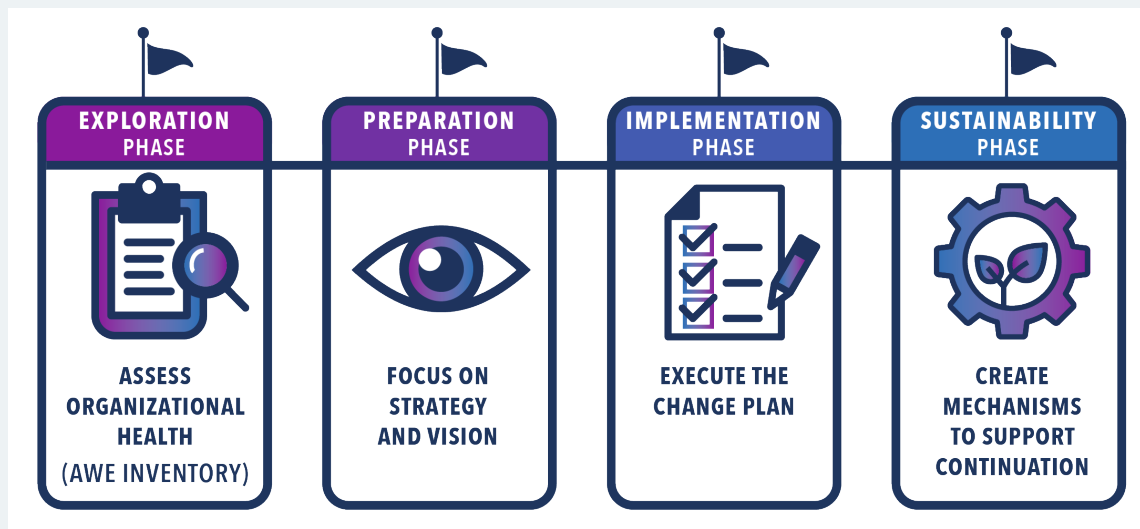 EXPLORATION
PHASE
ASSESS
ORGANIZATIONAL
HEALTH
(AWE INVENTORY)
PREPARATION
PHASE
FOCUS ON
STRATEGY
AND VISION
IMPLEMENTATION
PHASE
EXECUTE THE
CHANGE PLAN
SUSTAINABILITY
PHASE
CREATE
MECHANISMS
TO SUPPORT
CONTINUATION